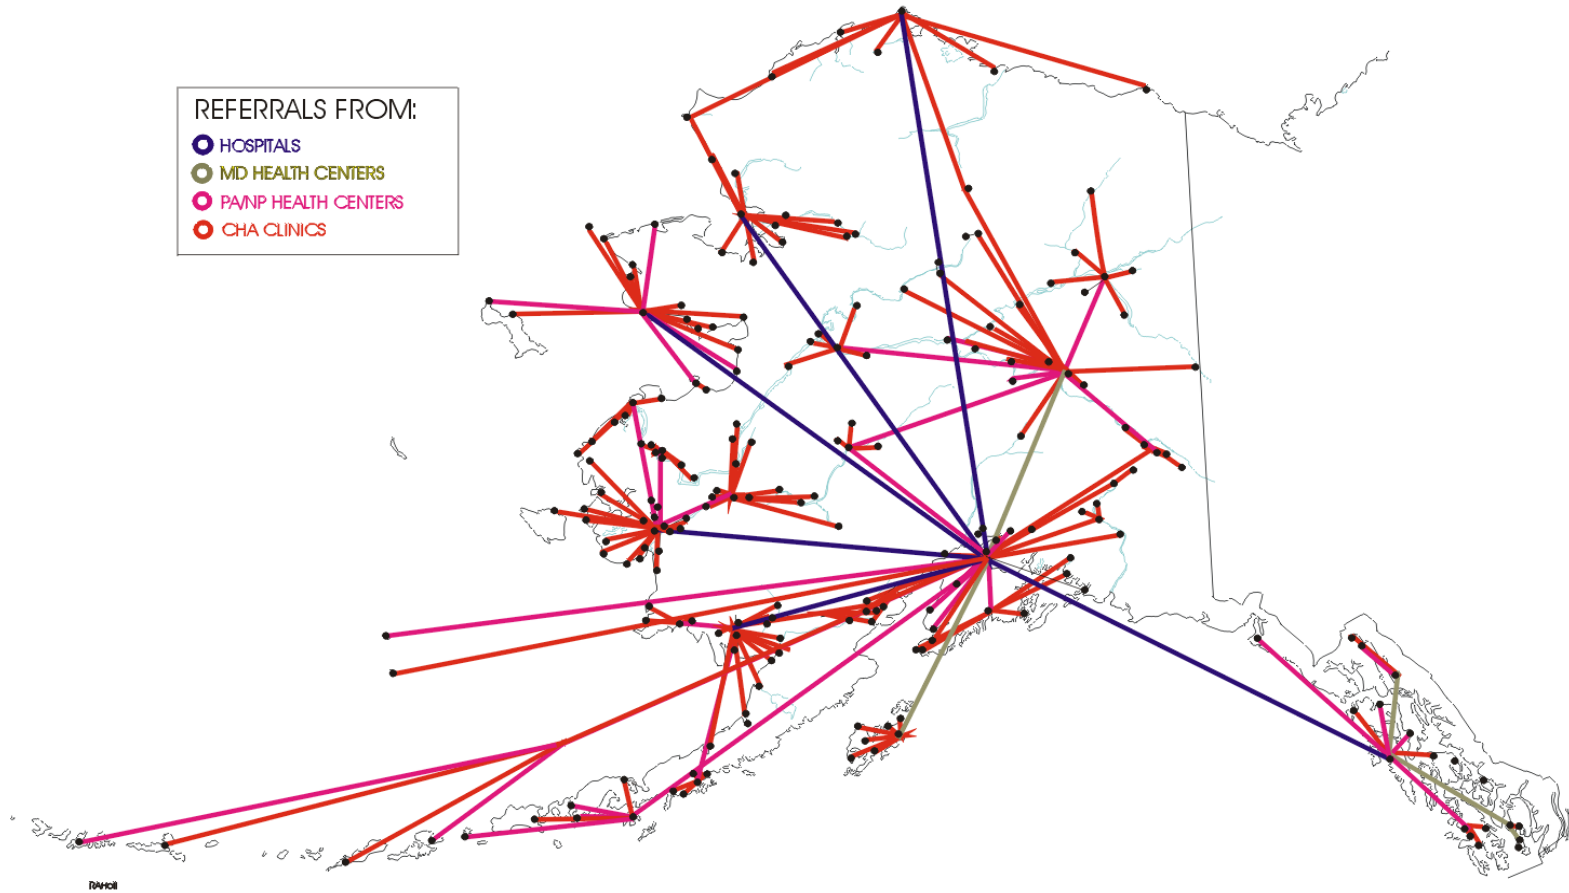 REFERRALS FROM:
HOSPITALS
MD HEALTH CENTERS
PA/NP HEALTH CENTERS
CHA CLINICS